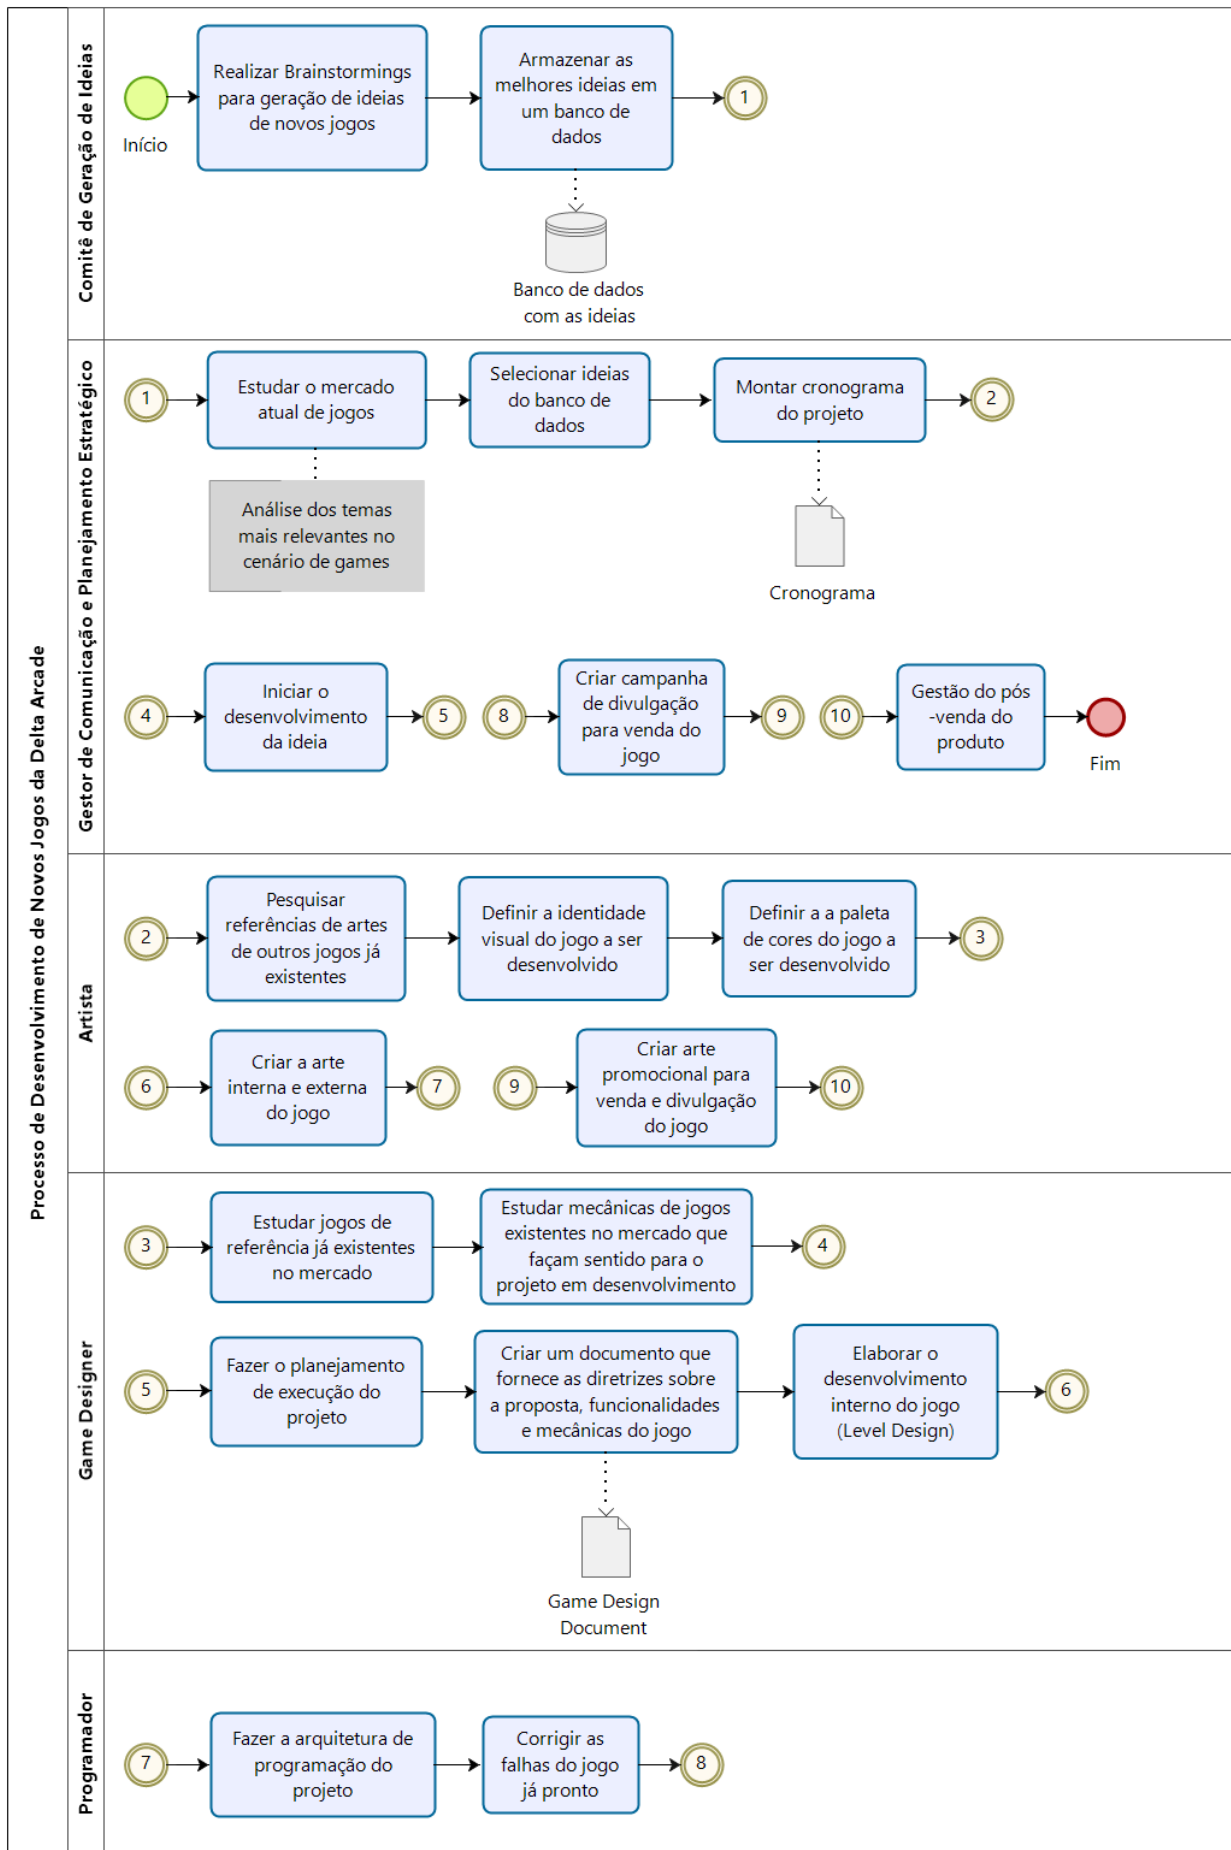 Processo de Desenvolvimento de Novos Jogos da Delta Arcade
Comitê de Geração de Ideias
Início
Realizar Brainstormings
para geração de ideias
de novos jogos
Armazenar as
melhores ideias em
um banco de
dados
1
Banco de dados
com as ideias
Gestor de Comunicação e Planejamento Estratégico
1
Estudar o mercado
atual de jogos
Selecionar ideias
do banco de
dados
Montar cronograma
do projeto
2
Análise dos temas
mais relevantes no
cenário de games
Cronograma
4
Iniciar o
desenvolvimento
da ideia
5
8
Criar campanha
de divulgação
para venda do
jogo
9
10
Gestão do pós
-venda do
produto
Fim
Artista
2
Pesquisar
referências de artes
de outros jogos já
existentes
Definir a identidade
visual do jogo a ser
desenvolvido
Definir a a paleta
de cores do jogo a
ser desenvolvido
3
6
Criar a arte
interna e externa
do jogo
7
9
Criar arte
promocional para
venda e divulgação
do jogo
10
Game Designer
3
Estudar jogos de
referência já existentes
no mercado
Estudar mecânicas de jogos
existentes no mercado que
façam sentido para o
projeto em desenvolvimento
4
5
Fazer o planejamento
de execução do
projeto
Criar um documento que
fornece as diretrizes sobre
a proposta, funcionalidades
e mecânicas do jogo
Elaborar o
desenvolvimento
interno do jogo
(Level Design)
6
Game Design
Document
Programador
7
Fazer a arquitetura de
programação do
projeto
Corrigir as
falhas do jogo
já pronto
8